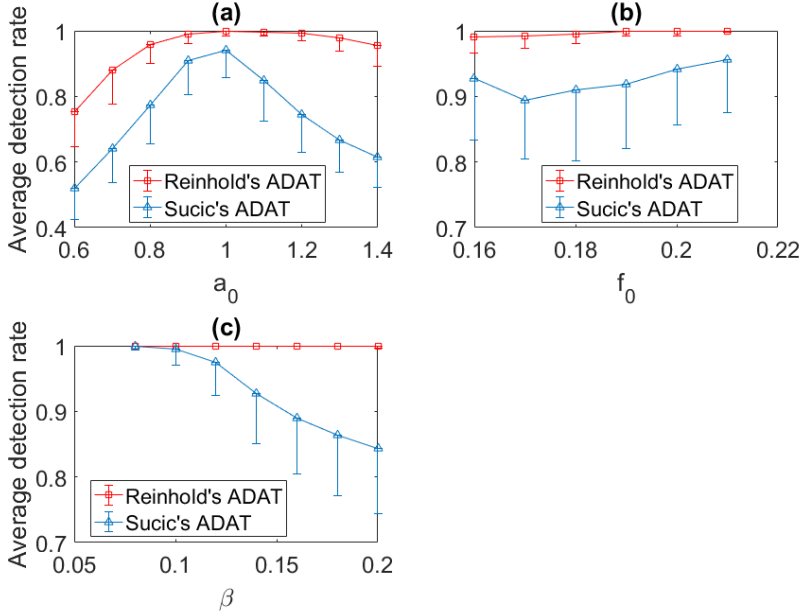 (a)
Average detection rate
1
0.8
0.6
0.4
0.6
0.8
1
1.2
1.4
a0
Reinhold's ADAT
Sucic's ADAT
(b)
1
0.9
0.8
0.7
0.16
0.18
0.2
0.22
f0
Reinhold's ADAT
Sucic's ADAT
(c)
Average detection rate
1
0.9
0.8
0.7
0.05
0.1
0.15
0.2
β
Reinhold's ADAT
Sucic's ADAT